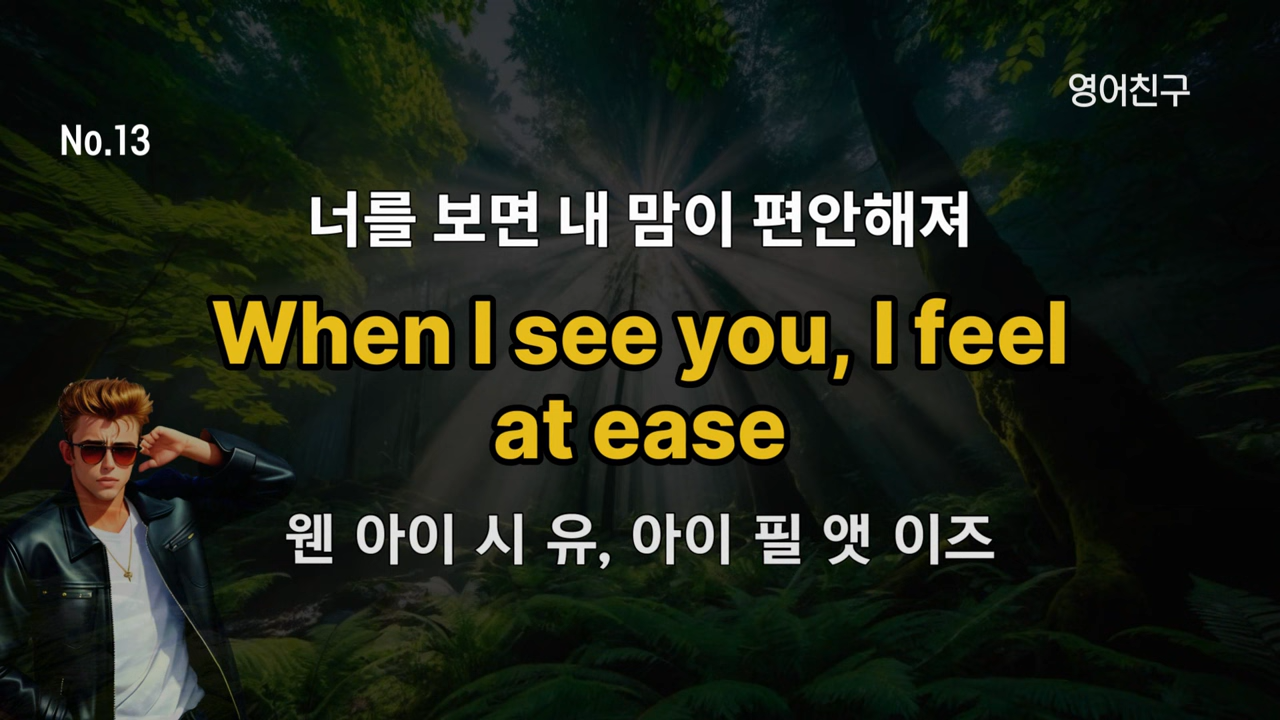 영어친구
No.13
너를 보면 내 맘이 편안해져
When I see you, I feel
at ease
웬 아이 시 유, 아이 필 앳 이즈